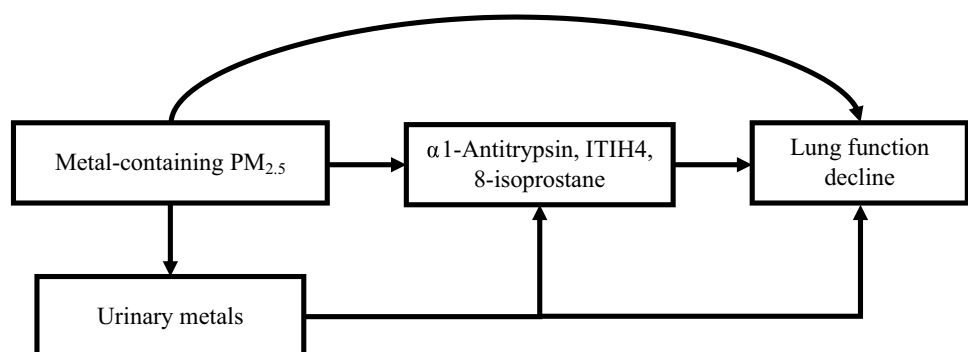 Metal-containing PM₂.₅
α1-Antitrypsin, ITIH4,
8-isoprostane
Lung function
decline
Urinary metals